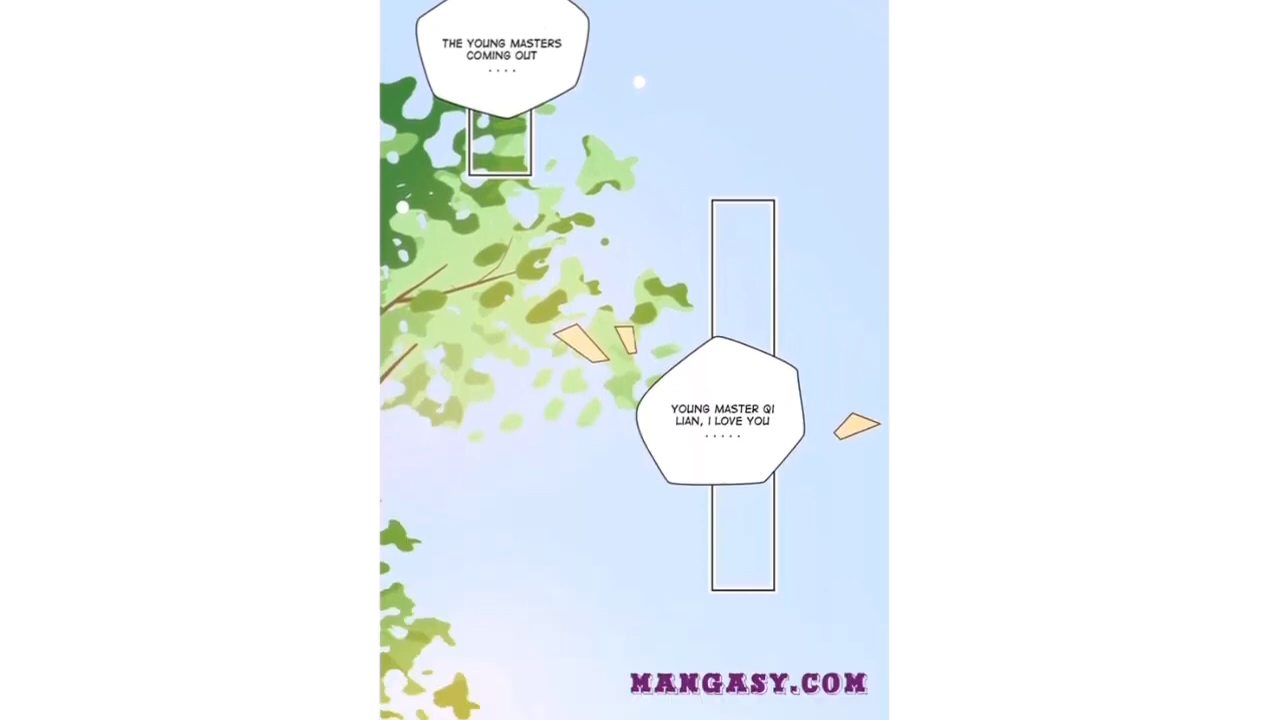 THE YOUNG MASTERS
COMING OUT
....
YOUNG MASTER QI
LIAN, I LOVE YOU
.....
MANGASY.COM